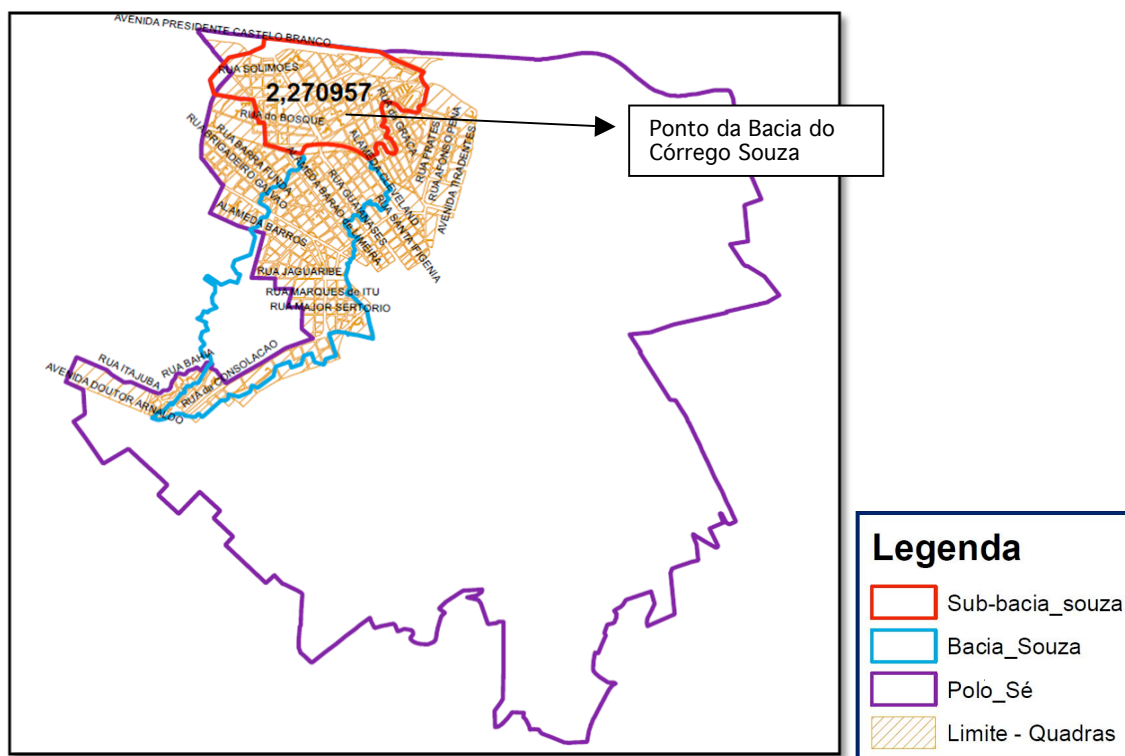 AVENIDA PRESIDENTE CASTELO BRANCO
RUA SOLIMOES
2,270957
RUA do BOSQUE
RUA da GRACA
RUA PRATES
RUA AFONSO PENA
AVENIDA TIRADENTES
Ponto da Bacia do
Córrego Souza
RUA BARRA FUNDA
RUA BRIGADEIRO GALVAO
ALAMEDA CLEVELAND
ALAMEDA BARAO de LIMEIRA
RUA GUAIANASES
RUA SANTA IFIGENIA
ALAMEDA BARROS
RUA JAGUARIBE
RUA MARQUES de ITU
RUA MAJOR SERTORIO
RUA ITAJUBA
RUA BAHIA
RUA da CONSOLACAO
AVENIDA DOUTOR ARNALDO
Legenda
Sub-bacia_souza
Bacia_Souza
Polo_Sé
Limite - Quadras